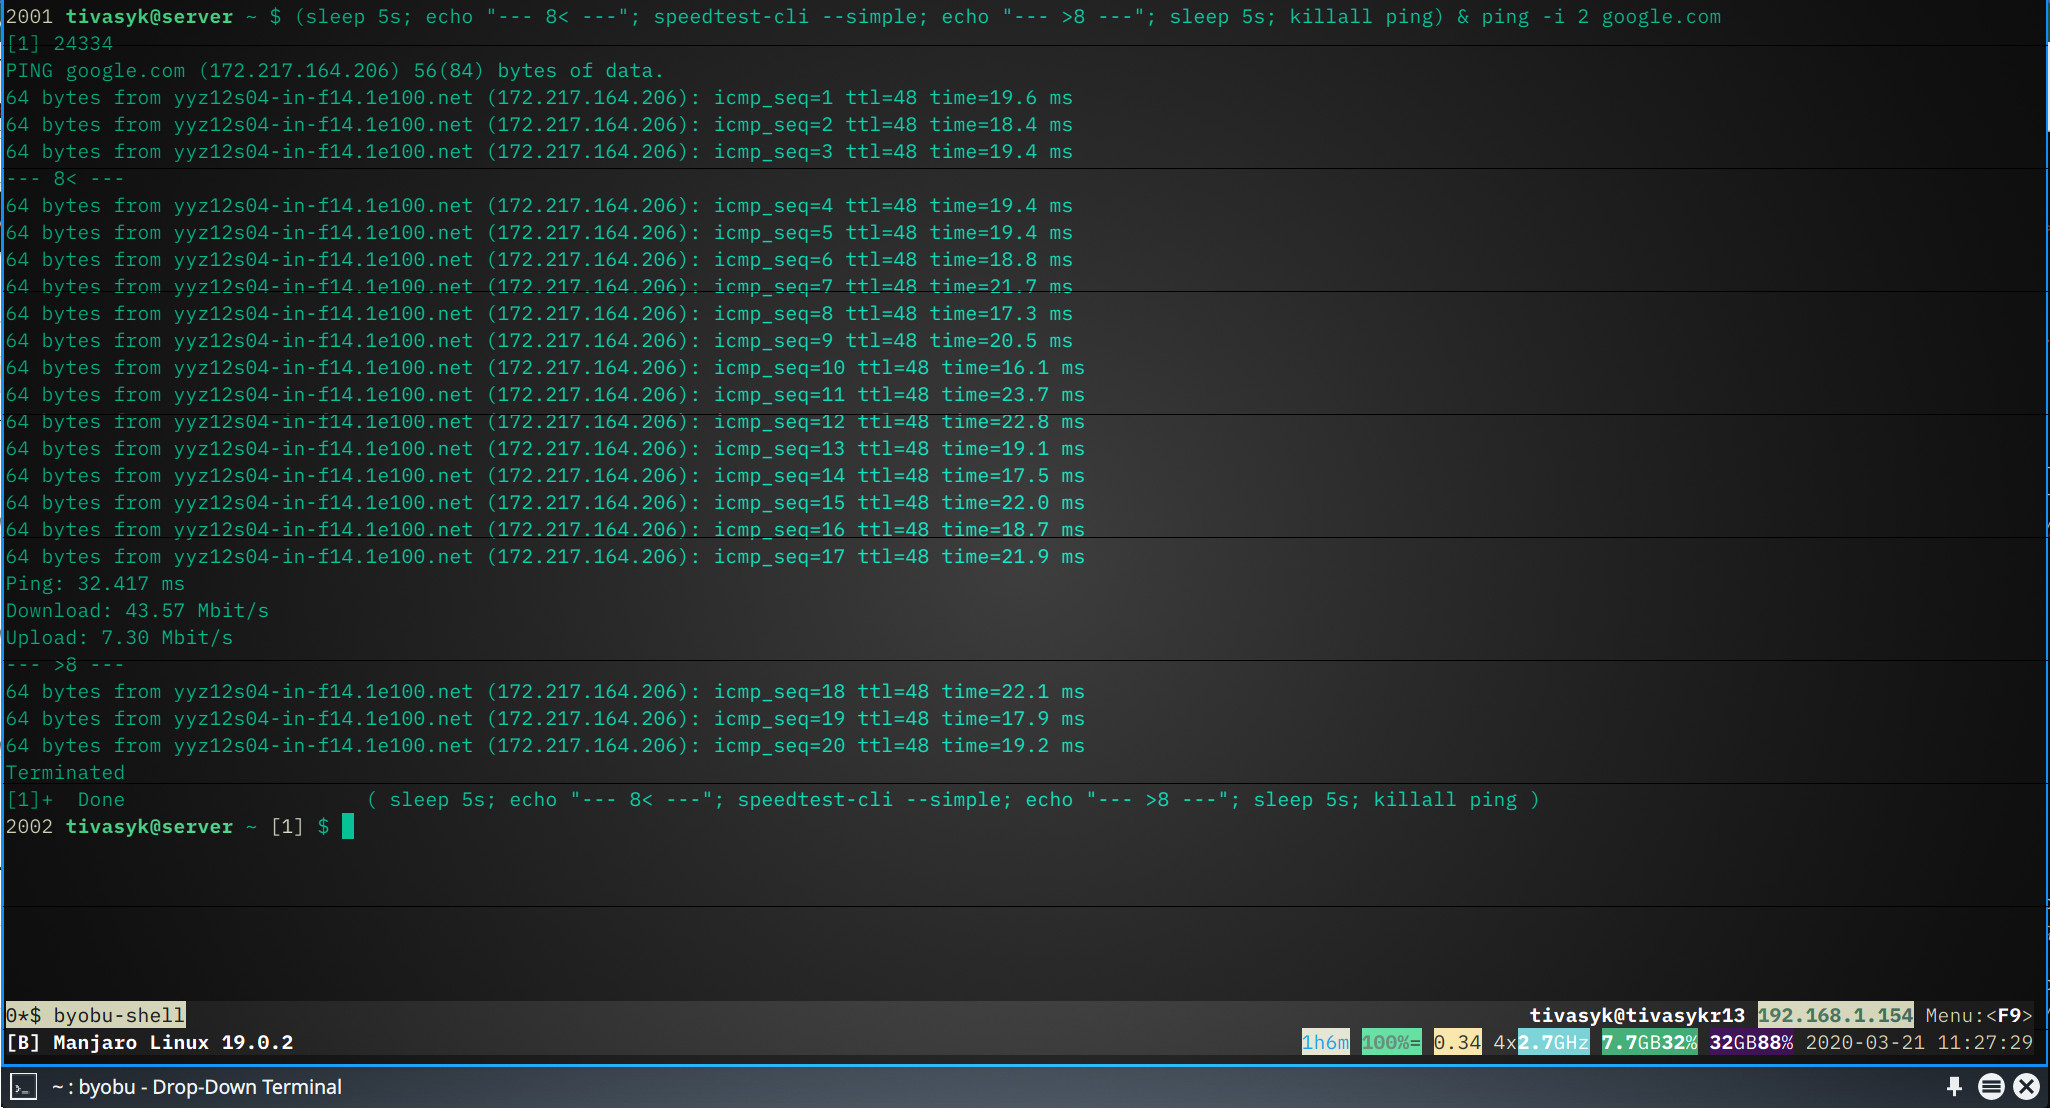 2001 tivasyk@server ~ $ (sleep 5s; echo "--- 8< ---"; speedtest-cli --simple; echo "--- >8 ---"; sleep 5s; killall ping) & ping -i 2 google.com
[1] 24334
PING google.com (172.217.164.206) 56(84) bytes of data.
64 bytes from yyz12s04-in-f14.1e100.net (172.217.164.206): icmp_seq=1 ttl=48 time=19.6 ms
64 bytes from yyz12s04-in-f14.1e100.net (172.217.164.206): icmp_seq=2 ttl=48 time=18.4 ms
64 bytes from yyz12s04-in-f14.1e100.net (172.217.164.206): icmp_seq=3 ttl=48 time=19.4 ms
--- 8< ---
64 bytes from yyz12s04-in-f14.1e100.net (172.217.164.206): icmp_seq=4 ttl=48 time=19.4 ms
64 bytes from yyz12s04-in-f14.1e100.net (172.217.164.206): icmp_seq=5 ttl=48 time=19.4 ms
64 bytes from yyz12s04-in-f14.1e100.net (172.217.164.206): icmp_seq=6 ttl=48 time=18.8 ms
64 bytes from yyz12s04-in-f14.1e100.net (172.217.164.206): icmp_seq=7 ttl=48 time=21.7 ms
64 bytes from yyz12s04-in-f14.1e100.net (172.217.164.206): icmp_seq=8 ttl=48 time=17.3 ms
64 bytes from yyz12s04-in-f14.1e100.net (172.217.164.206): icmp_seq=9 ttl=48 time=20.5 ms
64 bytes from yyz12s04-in-f14.1e100.net (172.217.164.206): icmp_seq=10 ttl=48 time=16.1 ms
64 bytes from yyz12s04-in-f14.1e100.net (172.217.164.206): icmp_seq=11 ttl=48 time=23.7 ms
64 bytes from yyz12s04-in-f14.1e100.net (172.217.164.206): icmp_seq=12 ttl=48 time=22.8 ms
64 bytes from yyz12s04-in-f14.1e100.net (172.217.164.206): icmp_seq=13 ttl=48 time=19.1 ms
64 bytes from yyz12s04-in-f14.1e100.net (172.217.164.206): icmp_seq=14 ttl=48 time=17.5 ms
64 bytes from yyz12s04-in-f14.1e100.net (172.217.164.206): icmp_seq=15 ttl=48 time=22.0 ms
64 bytes from yyz12s04-in-f14.1e100.net (172.217.164.206): icmp_seq=16 ttl=48 time=18.7 ms
64 bytes from yyz12s04-in-f14.1e100.net (172.217.164.206): icmp_seq=17 ttl=48 time=21.9 ms
Ping: 32.417 ms
Download: 43.57 Mbit/s
Upload: 7.30 Mbit/s
--- >8 ---
64 bytes from yyz12s04-in-f14.1e100.net (172.217.164.206): icmp_seq=18 ttl=48 time=22.1 ms
64 bytes from yyz12s04-in-f14.1e100.net (172.217.164.206): icmp_seq=19 ttl=48 time=17.9 ms
64 bytes from yyz12s04-in-f14.1e100.net (172.217.164.206): icmp_seq=20 ttl=48 time=19.2 ms
Terminated
[1]+  Done                    ( sleep 5s; echo "--- 8< ---"; speedtest-cli --simple; echo "--- >8 ---"; sleep 5s; killall ping )
2002 tivasyk@server ~ [1] $
0*$ byobu-shell tivasyk@tivasykr13 192.168.1.154 Menu:<F9>
[B] Manjaro Linux 19.0.2 1h6m 100%= 0.34 4x2.7GHz 7.7GB32% 32GB88% 2020-03-21 11:27:29
~ : byobu - Drop-Down Terminal